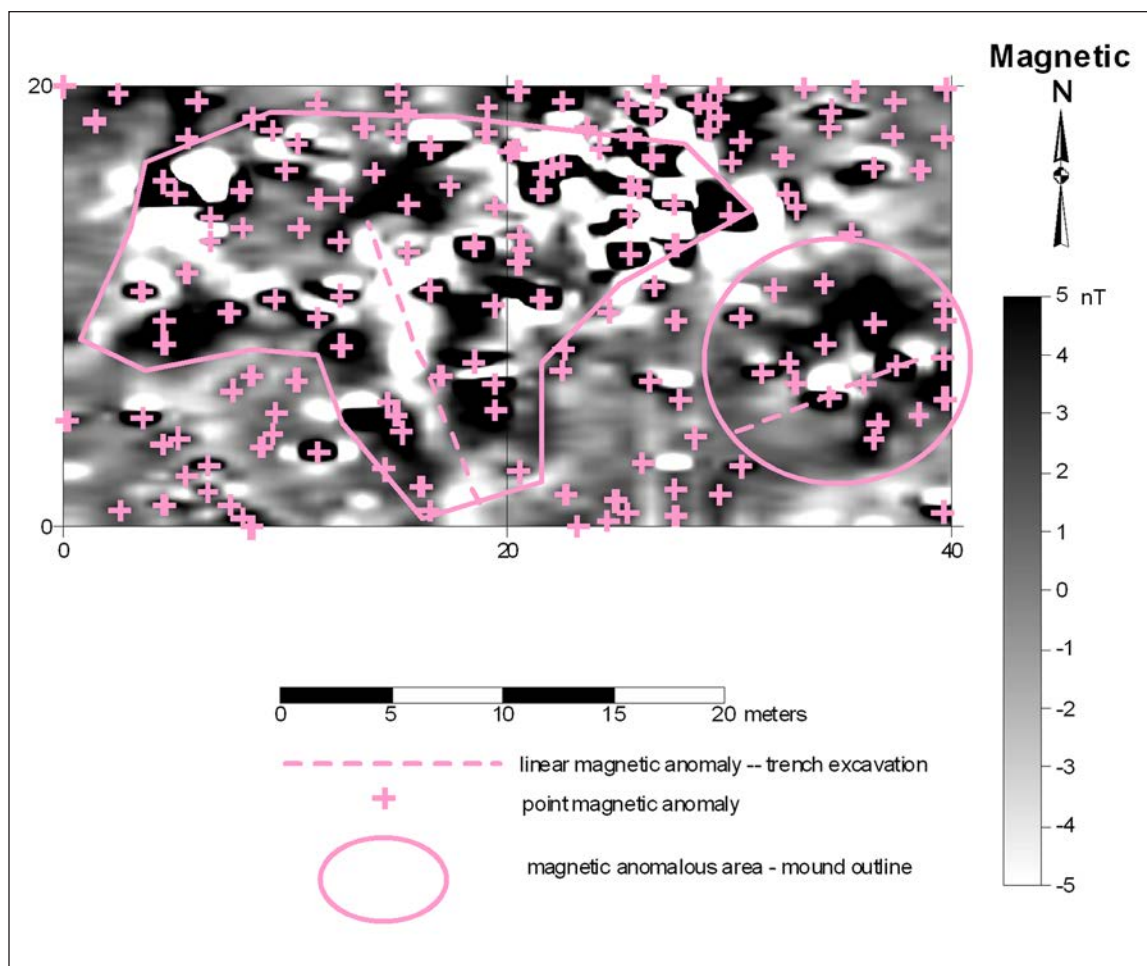 Magnetic
N
20
0
0
20
40
5 nT
4
3
2
1
0
-1
-2
-3
-4
-5
0 5 10 15 20 meters
linear magnetic anomaly -- trench excavation
point magnetic anomaly
magnetic anomalous area - mound outline